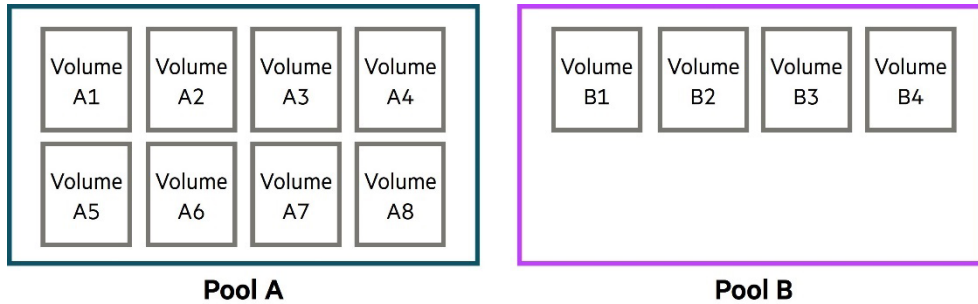 Volume
A1
Volume
A2
Volume
A3
Volume
A4
Volume
A5
Volume
A6
Volume
A7
Volume
A8
Pool A
Volume
B1
Volume
B2
Volume
B3
Volume
B4
Pool B